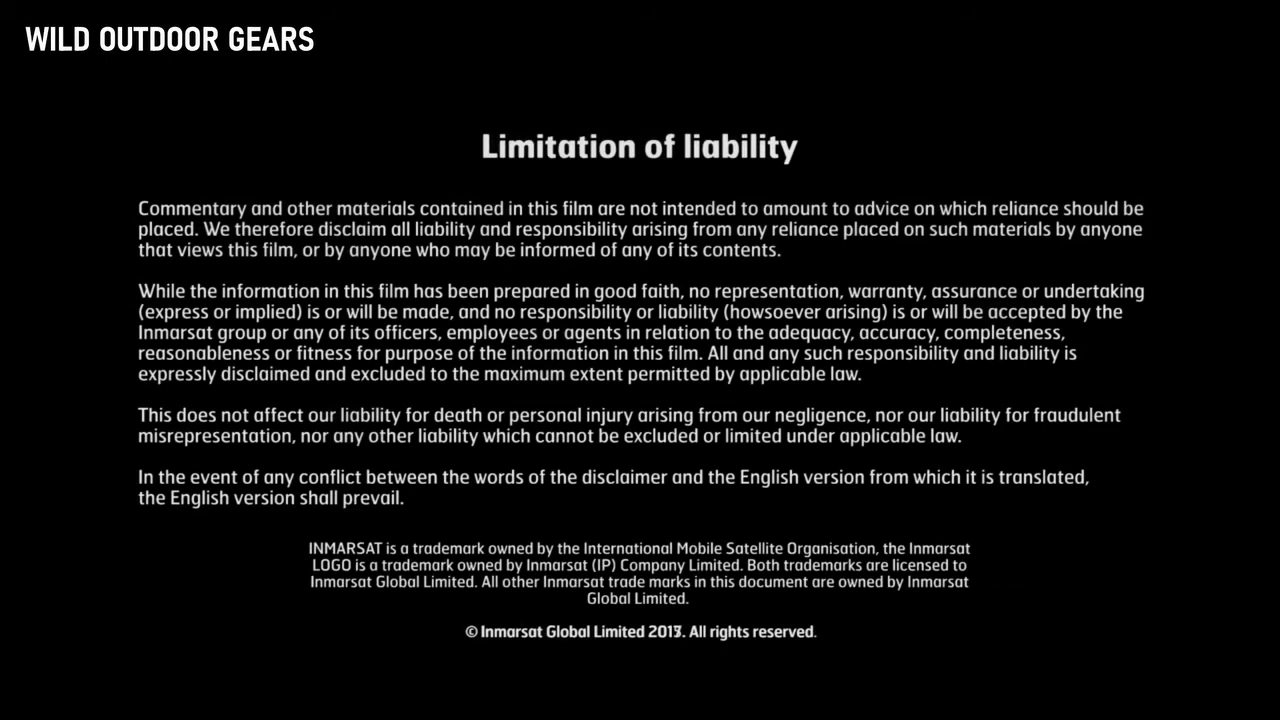 WILD OUTDOOR GEARS
Limitation of liability
Commentary and other materials contained in this film are not intended to amount to advice on which reliance should be
placed. We therefore disclaim all liability and responsibility arising from any reliance placed on such materials by anyone
that views this film, or by anyone who may be informed of any of its contents.
While the information in this film has been prepared in good faith, no representation, warranty, assurance or undertaking
(express or implied) is or will be made, and no responsibility or liability (howsoever arising) is or will be accepted by the
Inmarsat group or any of its officers, employees or agents in relation to the adequacy, accuracy, completeness,
reasonableness or fitness for purpose of the information in this film. All and any such responsibility and liability is
expressly disclaimed and excluded to the maximum extent permitted by applicable law.
This does not affect our liability for death or personal injury arising from our negligence, nor our liability for fraudulent
misrepresentation, nor any other liability which cannot be excluded or limited under applicable law.
In the event of any conflict between the words of the disclaimer and the English version from which it is translated,
the English version shall prevail.
INMARSAT is a trademark owned by the International Mobile Satellite Organisation, the Inmarsat
LOGO is a trademark owned by Inmarsat (IP) Company Limited. Both trademarks are licensed to
Inmarsat Global Limited. All other Inmarsat trade marks in this document are owned by Inmarsat
Global Limited.
© Inmarsat Global Limited All rights reserved.